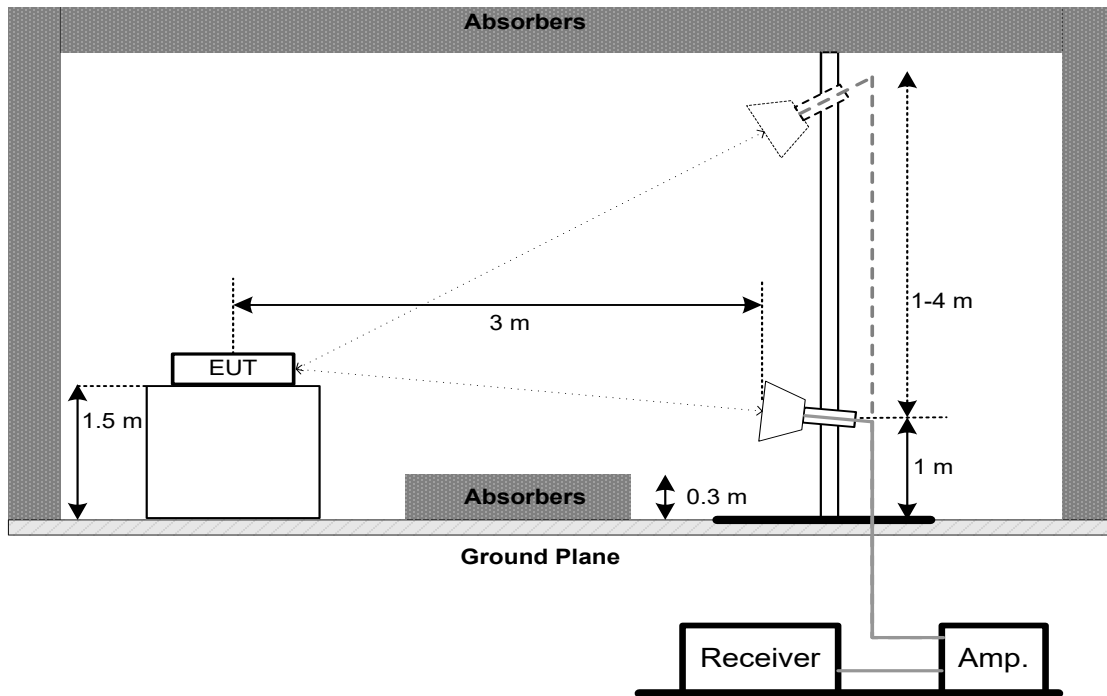 Absorbers
3 m
1-4 m
EUT
1.5 m
1 m
Absorbers
0.3 m
Ground Plane
Receiver
Amp.